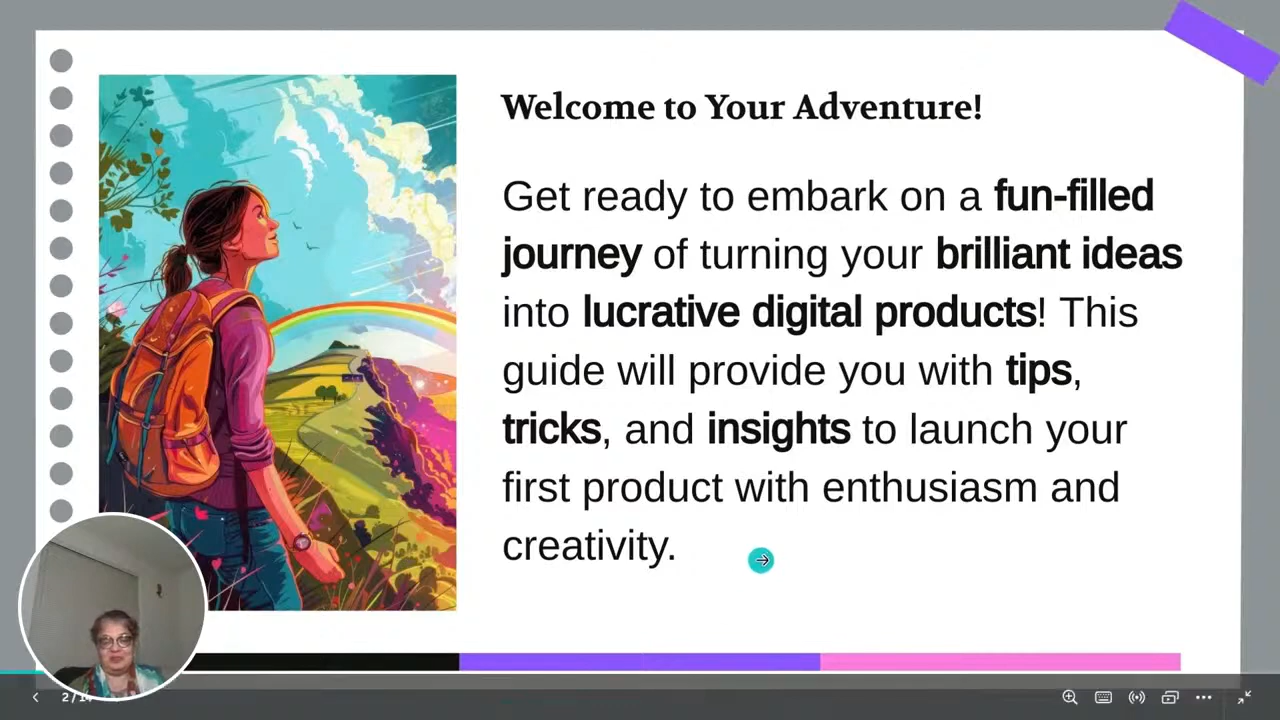 Welcome to Your Adventure!
Get ready to embark on a fun-filled
journey of turning your brilliant ideas
into lucrative digital products! This
guide will provide you with tips,
tricks, and insights to launch your
first product with enthusiasm and
creativity.